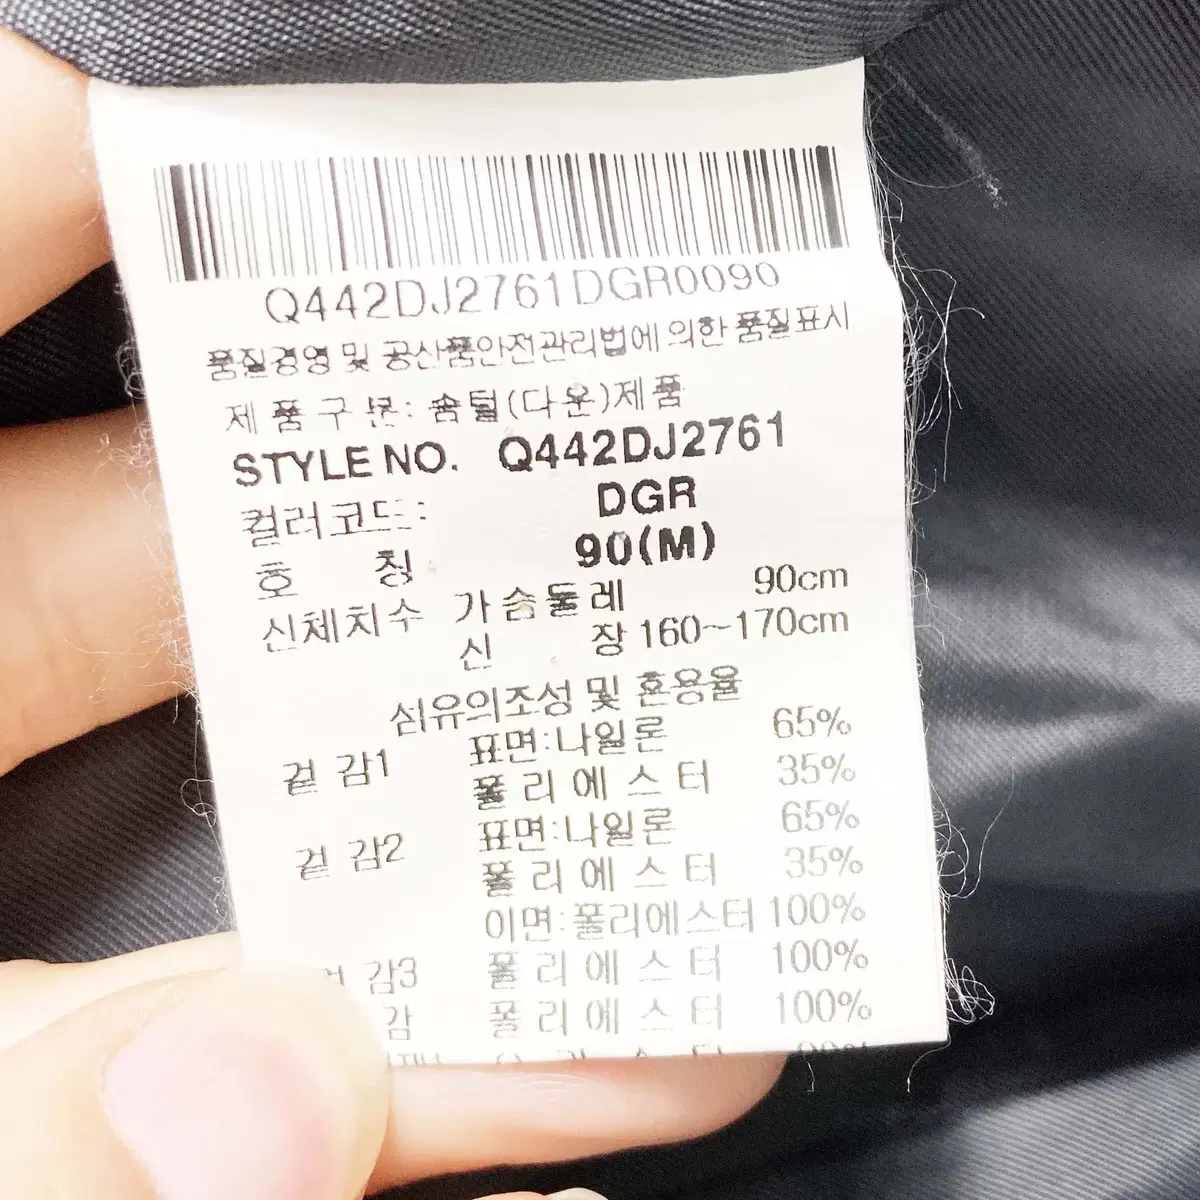 Q442DJ2761DGR0090
품질경영 및 공산품안전관리법에 의한 품질표시
제 품 구 분: 솜털(다운)제품
STYLE NO. Q442DJ2761
컬러코드: DGR
호 칭 90(M)
신체치수 가슴둘레 90cm
신 장 160~170cm
섬유의조성 및 혼용율
겉 감1 표면:나일론 65%
폴 리 에 스 터 35%
겉 감2 표면:나일론 65%
폴 리 에 스 터 35%
이면:폴리에스터 100%
감3 폴 리 에 스 터 100%
감 폴 리 에 스 터 100%